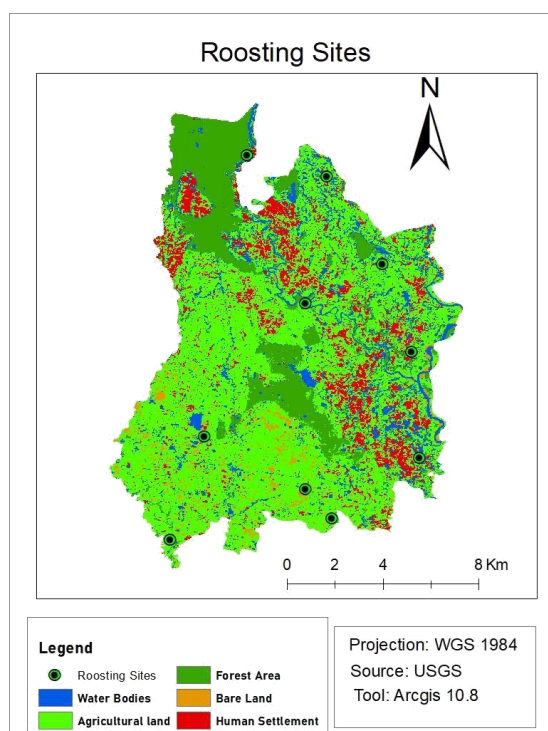 Roosting Sites
N
0 2 4 6 8 Km
Legend
Roosting Sites
Forest Area
Water Bodies
Bare Land
Agricultural land
Human Settlement
Projection: WGS 1984
Source: USGS
Tool: Arcgis 10.8